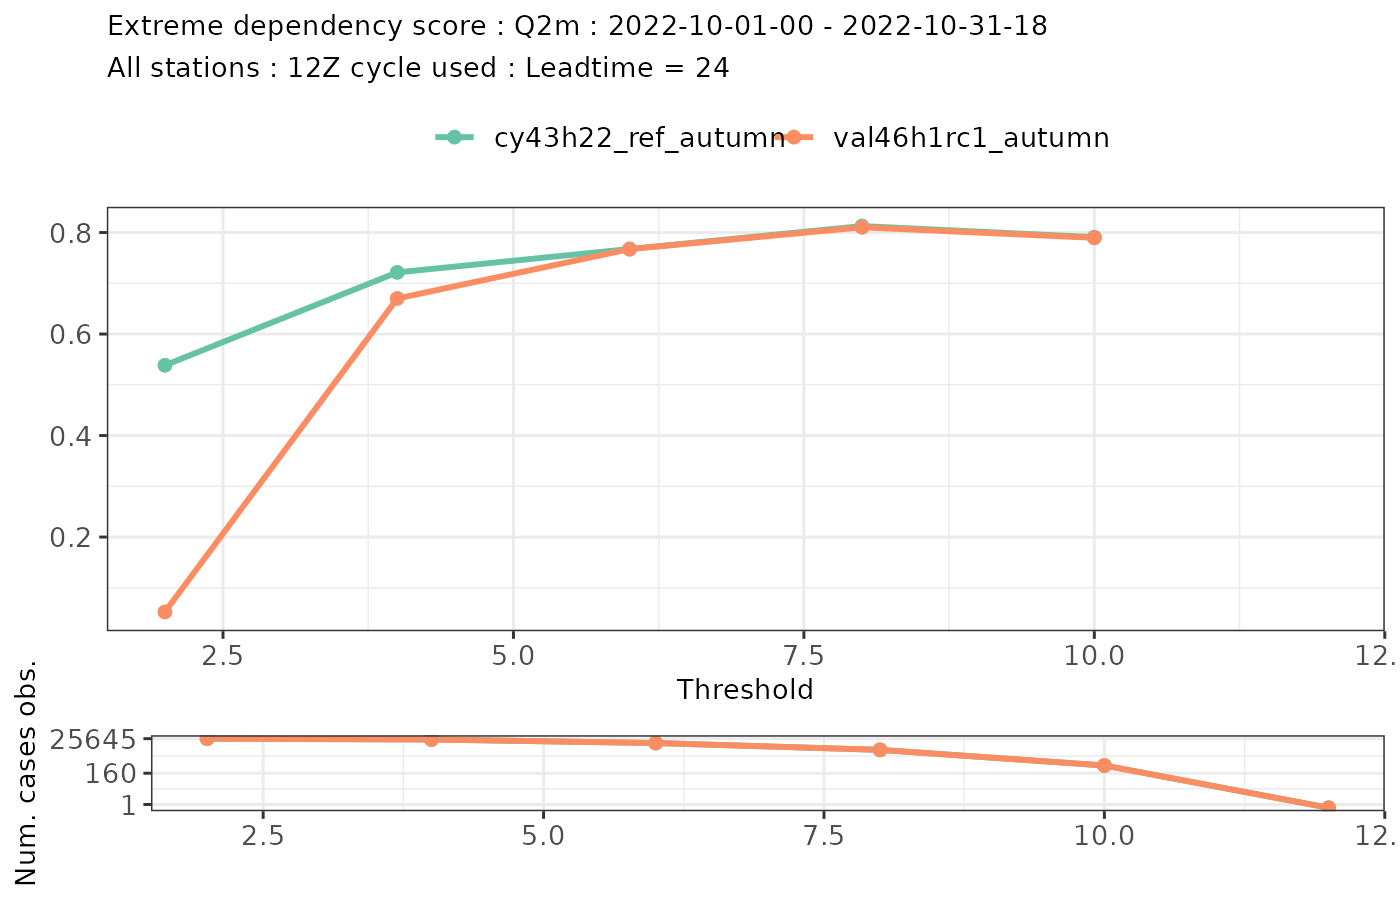 Extreme dependency score : Q2m : 2022-10-01-00 - 2022-10-31-18
All stations : 12Z cycle used : Leadtime = 24
cy43h22_ref_autumn val46h1rc1_autumn
0.8
0.6
0.4
0.2
2.5 5.0 7.5 10.0 12.
Threshold
Num. cases obs.
25645
160
1
2.5 5.0 7.5 10.0 12.